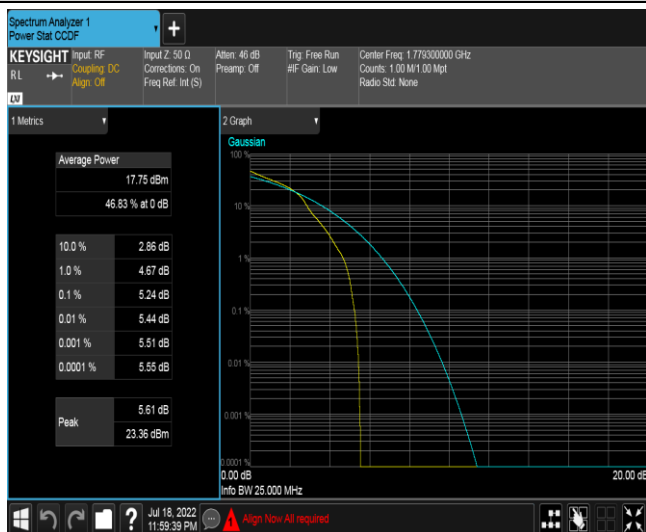 Spectrum Analyzer 1
Power Stat CCDF
+
KEYSIGHT
RL
LXI
Input: RF
Coupling: DC
Align: Off
Input Z: 50 Ω
Corrections: On
Freq Ref: Int (S)
Atten: 46 dB
Preamp: Off
Trig: Free Run
#IF Gain: Low
Center Freq: 1.779300000 GHz
Counts: 1.00 M/1.00 Mpt
Radio Std: None
1 Metrics
Average Power
17.75 dBm
46.83 % at 0 dB
10.0 % 2.86 dB
1.0 % 4.67 dB
0.1 % 5.24 dB
0.01 % 5.44 dB
0.001 % 5.51 dB
0.0001 % 5.55 dB
Peak
5.61 dB
23.36 dBm
2 Graph
Gaussian
100 %
10 %
1 %
0.1 %
0.01 %
0.001 %
0.0001 %
0.00 dB 20.00 dB
Info BW 25.000 MHz
?
Jul 18, 2022
11:59:39 PM
Align Now All required